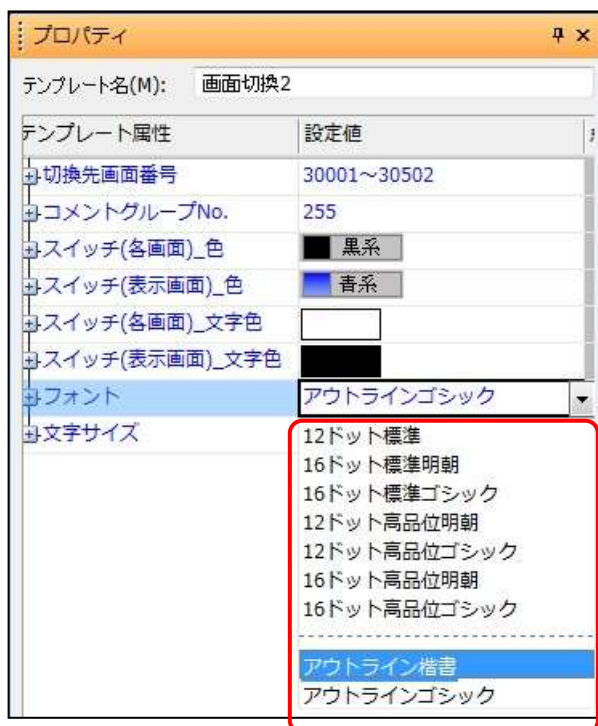 プロパティ
テンプレート名(M): 画面切換2
テンプレート属性 設定値
切換先画面番号 30001～30502
コメントグループNo. 255
スイッチ(各画面)_色 黒系
スイッチ(表示画面)_色 青系
スイッチ(各画面)_文字色
スイッチ(表示画面)_文字色
フォント アウトラインゴシック
文字サイズ
12ドット標準
16ドット標準明朝
16ドット標準ゴシック
12ドット高品位明朝
12ドット高品位ゴシック
16ドット高品位明朝
16ドット高品位ゴシック
アウトライン楷書
アウトラインゴシック